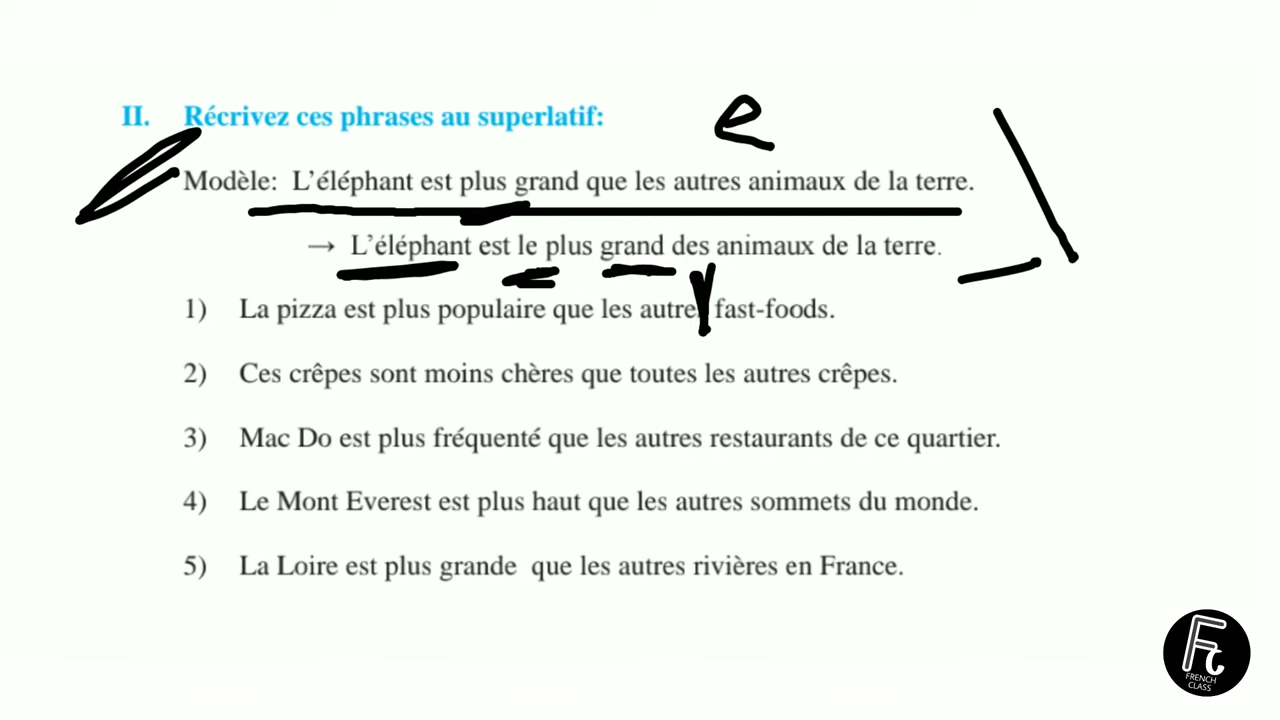 II. Récrivez ces phrases au superlatif:
e
Modèle: L'éléphant est plus grand que les autres animaux de la terre.
→ L'éléphant est le plus grand des animaux de la terre.
1) La pizza est plus populaire que les autres fast-foods.
2) Ces crêpes sont moins chères que toutes les autres crêpes.
3) Mac Do est plus fréquenté que les autres restaurants de ce quartier.
4) Le Mont Everest est plus haut que les autres sommets du monde.
5) La Loire est plus grande que les autres rivières en France.
FC
FRENCH
CLASS